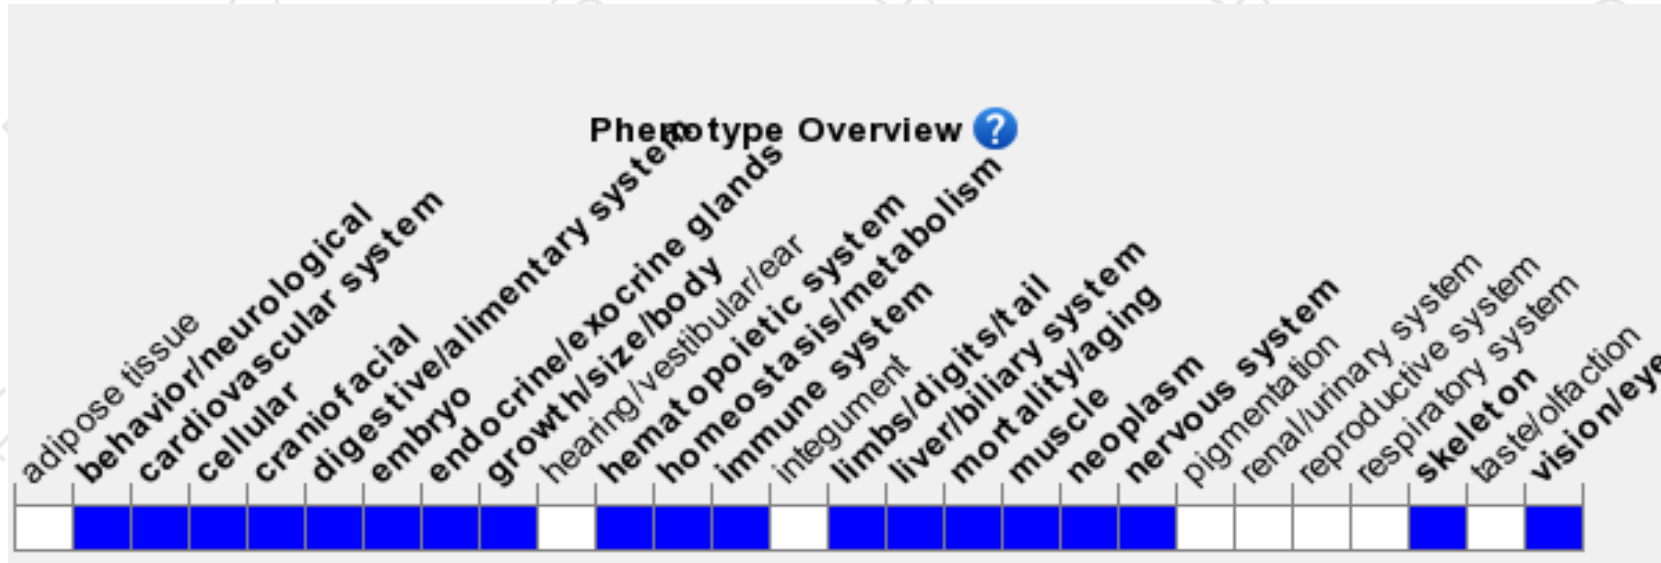 Phenotype Overview ?
adipose tissue
behavior/neurological
cardiovascular system
cellular
craniofacial
digestive/alimentary system
embryo
endocrine/exocrine glands
growth/size/body
hearing/vestibular/ear
hematopoietic system
homeostasis/metabolism
immune system
integument
limbs/digits/tail
liver/biliary system
mortality/aging
muscle
neoplasm
nervous system
pigmentation
renal/urinary system
reproductive system
respiratory system
skeleton
taste/olfaction
vision/eye